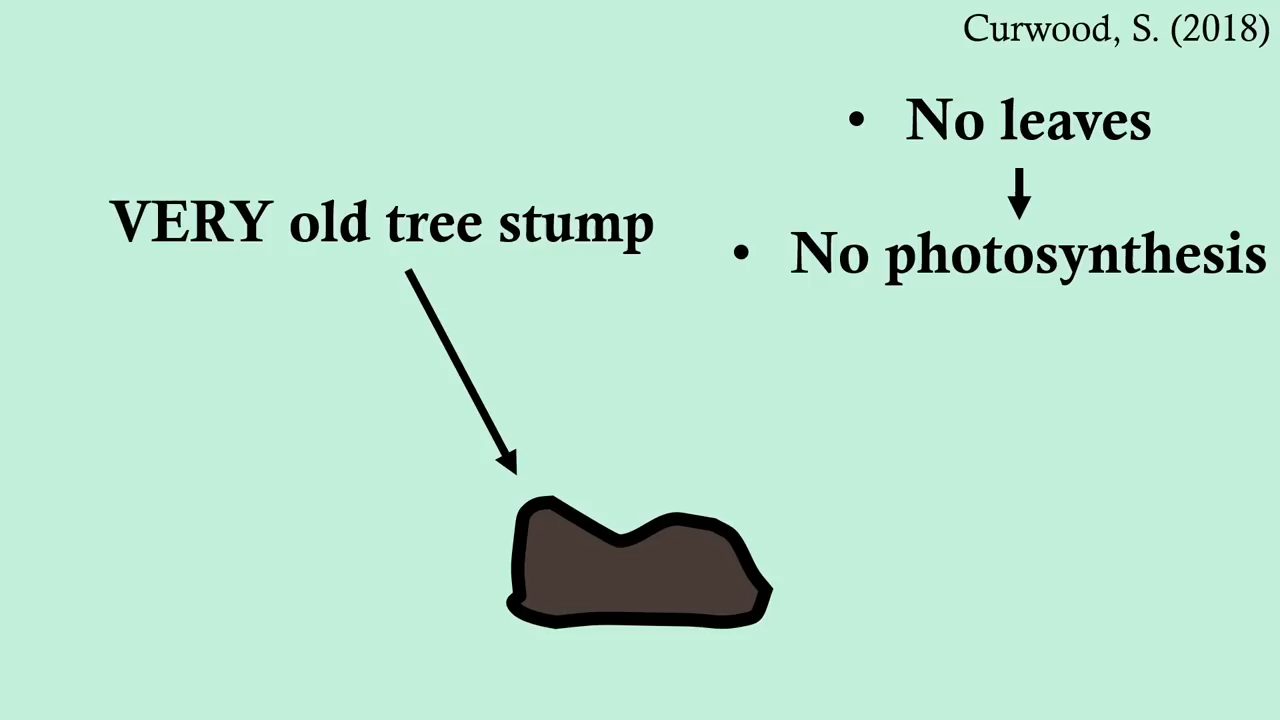 Curwood, S. (2018)
• No leaves
VERY old tree stump
• No photosynthesis